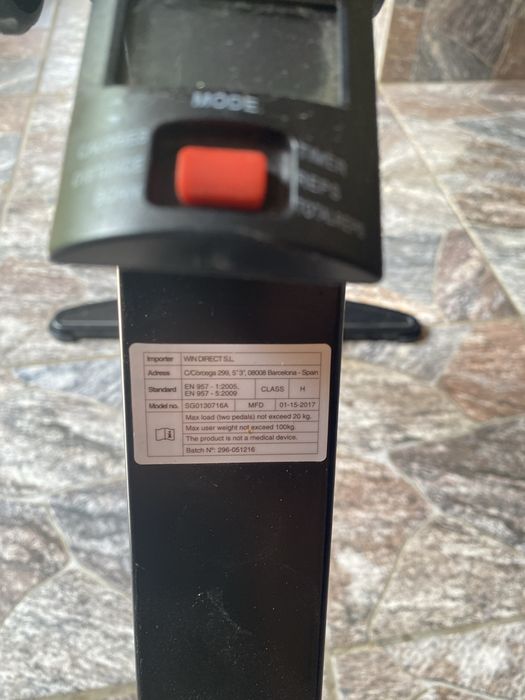 MODE
TIMER
REPS
Importer WIN DIRECT S.L
Adress C/Còrcega 299, 5°3ª, 08008 Barcelona - Spain
Standard EN 957 - 1:2005, EN 957 - 5:2009 CLASS H
Model no. SG0130716A MFD 01-15-2017
Max load (two pedals) not exceed 20 kg.
Max user weight not exceed 100kg.
The product is not a medical device.
Batch Nº: 296-051216